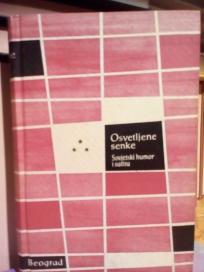 Osvetljene
senke
Sovjetski humor
i satira
Beograd